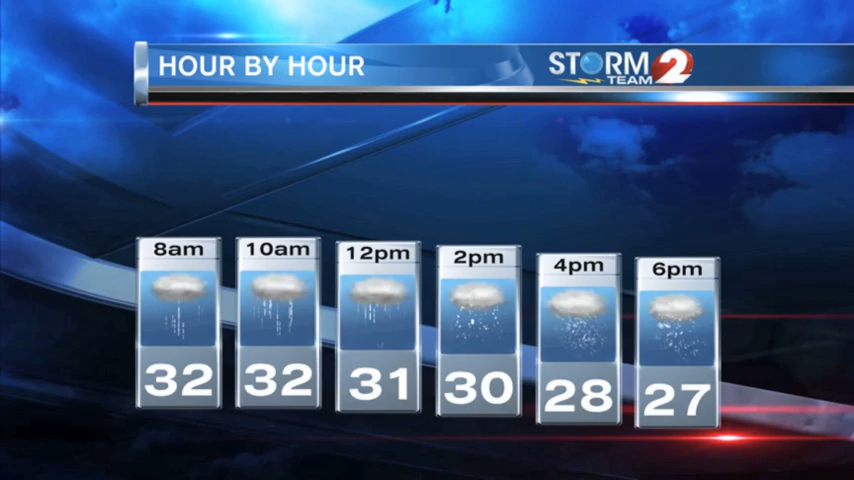 HOUR BY HOUR
STORM 2
TEAM
8am 10am 12pm 2pm 4pm 6pm
32 32 31 30 28 27